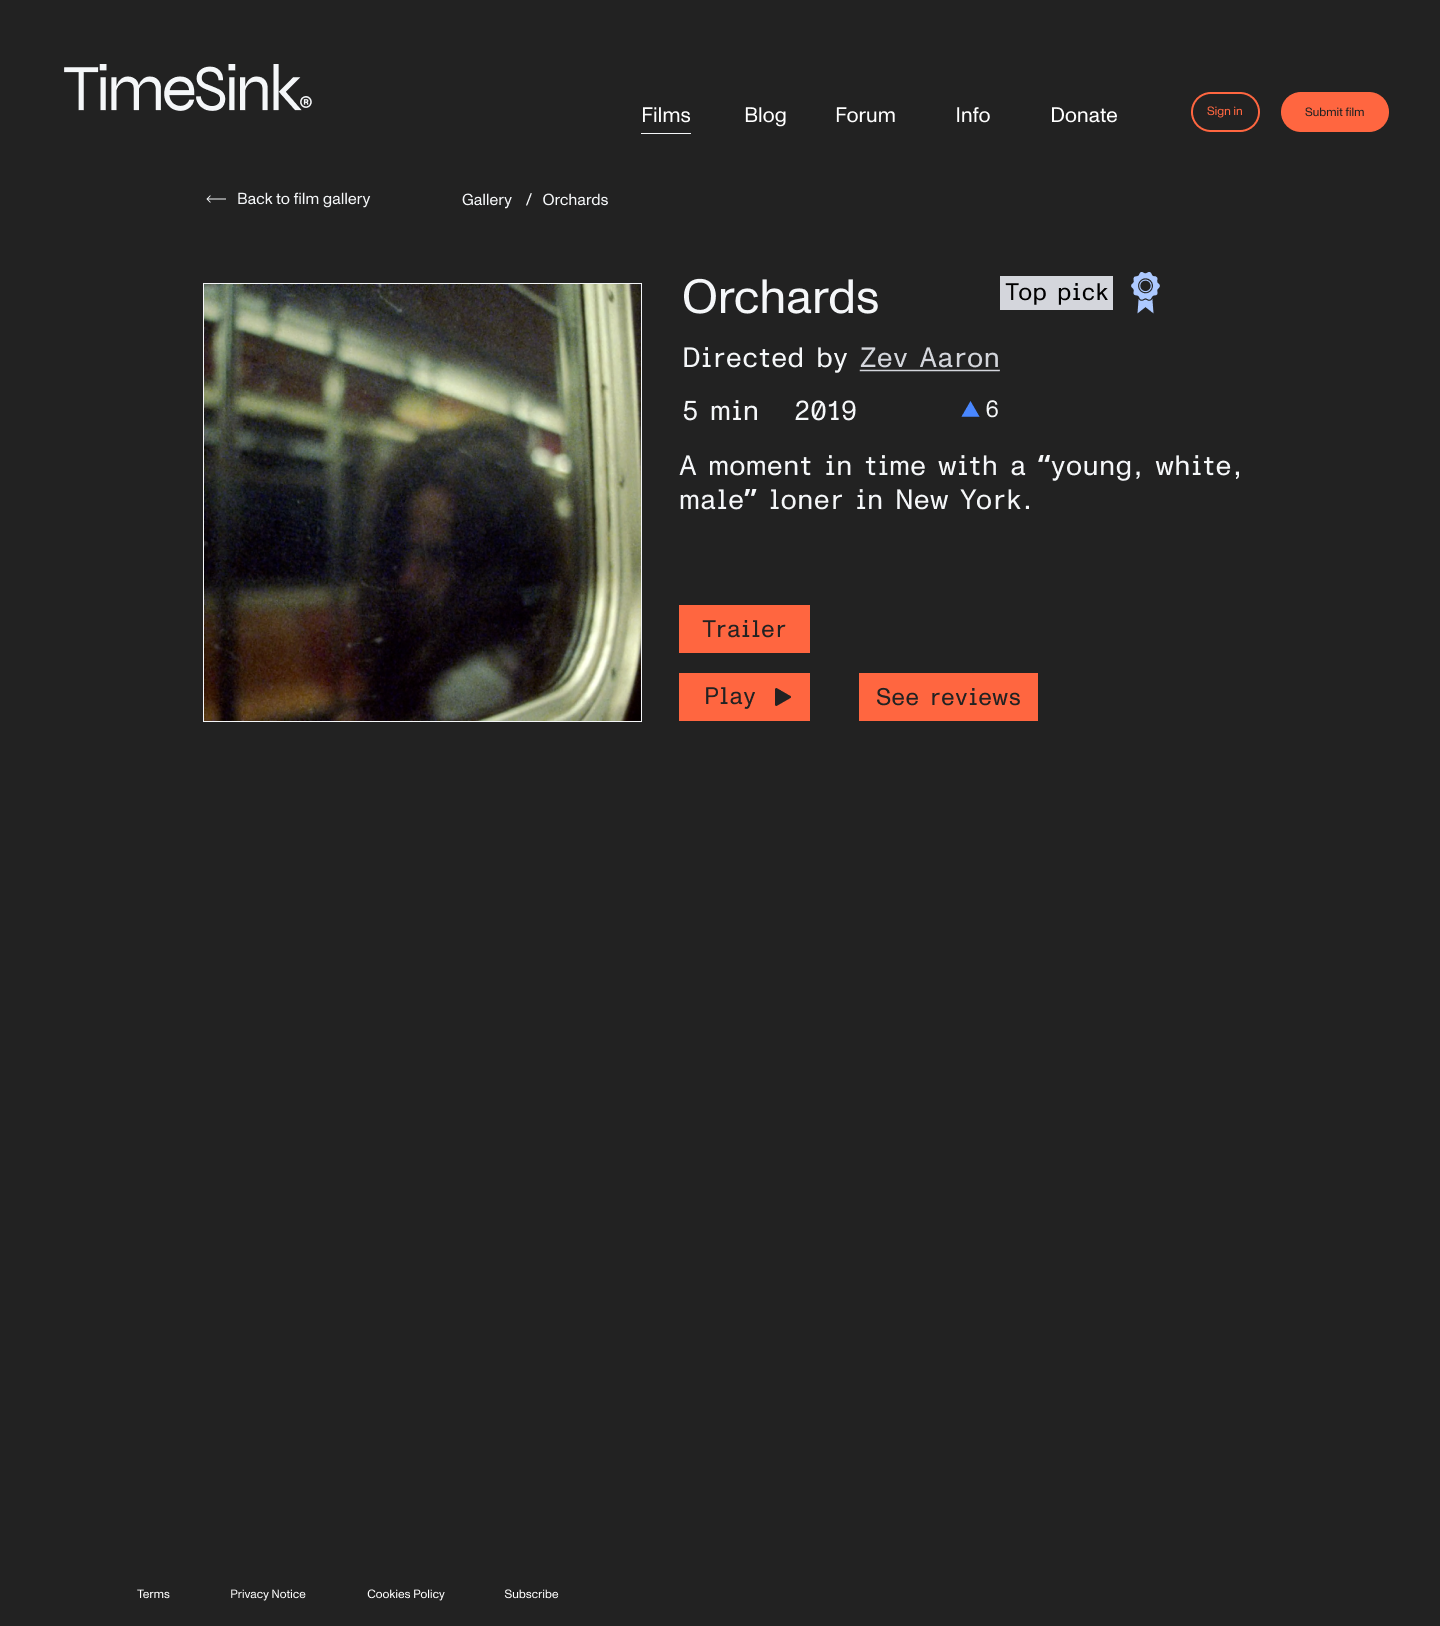 TimeSink®
Films Blog Forum Info Donate Sign in Submit film
Back to film gallery Gallery / Orchards
Orchards Top pick
Directed by Zev Aaron
5 min 2019 6
A moment in time with a “young, white,
male” loner in New York.
Trailer
Play See reviews
Terms Privacy Notice Cookies Policy Subscribe